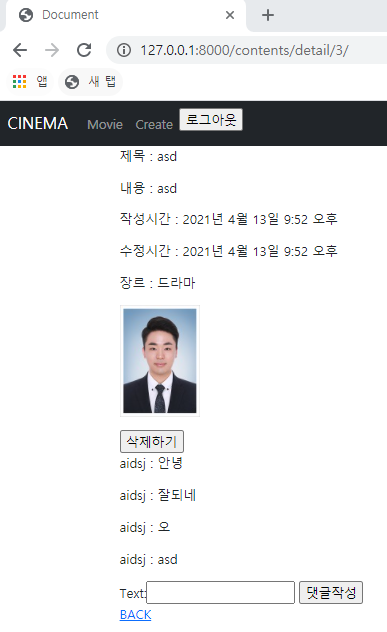 Document
127.0.0.1:8000/contents/detail/3/
앱 새 탭
CINEMA Movie Create 로그아웃
제목 : asd
내용 : asd
작성시간 : 2021년 4월 13일 9:52 오후
수정시간 : 2021년 4월 13일 9:52 오후
장르 : 드라마
삭제하기
aidsj : 안녕
aidsj : 잘되네
aidsj : 오
aidsj : asd
Text: 댓글작성
BACK